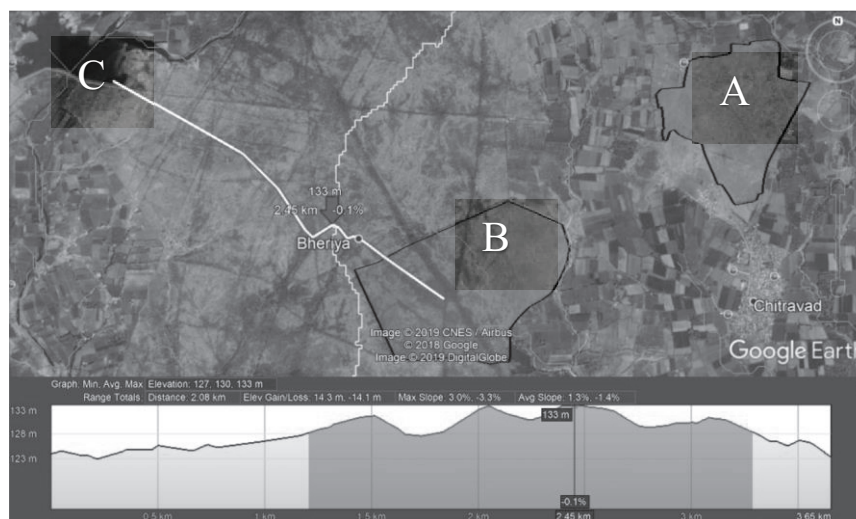 N
C
A
133 m
2.45 km -0.1%
B
Bheriya
Chitravad
Image © 2019 CNES / Airbus
© 2018 Google
Image © 2019 DigitalGlobe
Google Earth
Graph: Min, Avg, Max Elevation: 127, 130, 133 m
Range Totals: Distance: 2.08 km Elev Gain/Loss: 14.3 m, -14.1 m Max Slope: 3.0%, -3.3% Avg Slope: 1.3%, -1.4%
133 m
128 m
123 m
133 m
-0.1%
0.5 km 1 km 1.5 km 2 km 2.45 km 3 km 3.65 km